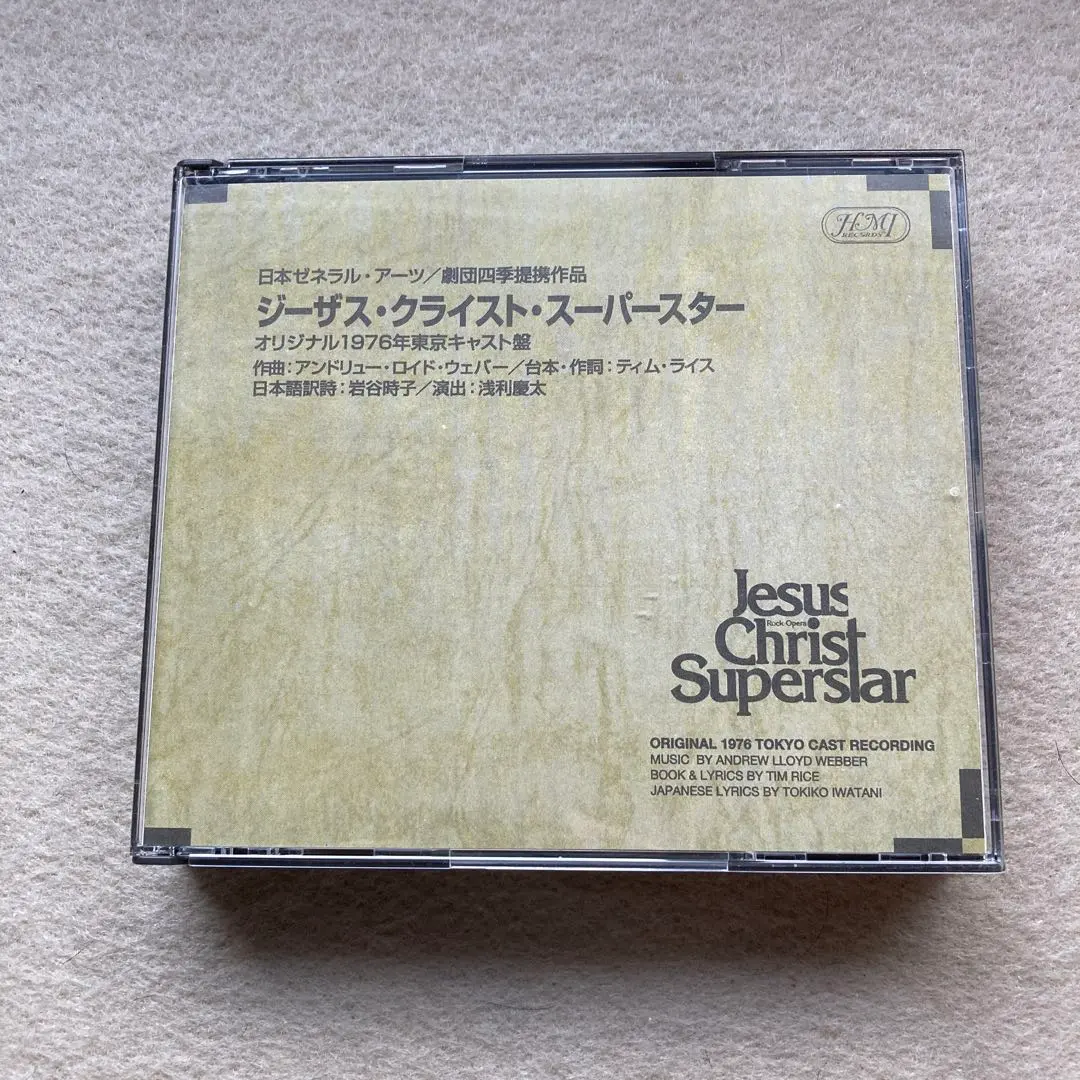 HMI
RECORDS
日本ゼネラル・アーツ／劇団四季提携作品
ジーザス・クライスト・スーパースター
オリジナル1976年東京キャスト盤
作曲：アンドリュー・ロイド・ウェバー／台本・作詞：ティム・ライス
日本語訳詩：岩谷時子／演出：浅利慶太
Jesus
Rock Opera
Christ
Superstar
ORIGINAL 1976 TOKYO CAST RECORDING
MUSIC BY ANDREW LLOYD WEBBER
BOOK & LYRICS BY TIM RICE
JAPANESE LYRICS BY TOKIKO IWATANI